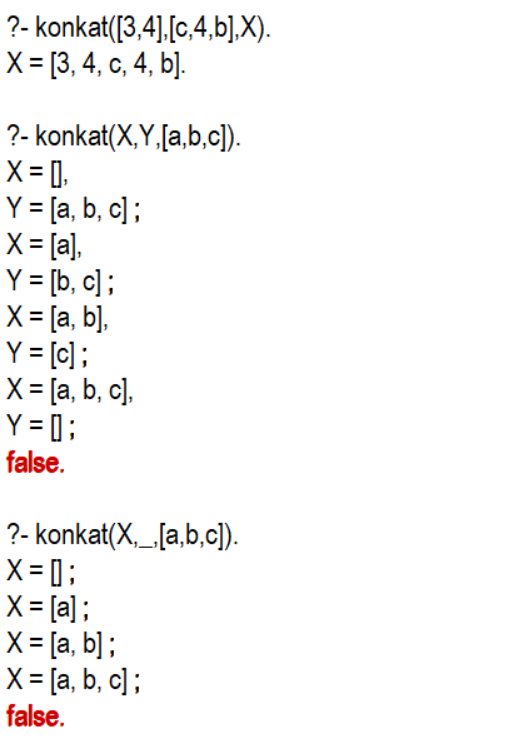 ?- konkat([3,4],[c,4,b],X).
X = [3, 4, c, 4, b].
?- konkat(X,Y,[a,b,c]).
X = [],
Y = [a, b, c] ;
X = [a],
Y = [b, c] ;
X = [a, b],
Y = [c] ;
X = [a, b, c],
Y = [] ;
false.
?- konkat(X,_,[a,b,c]).
X = [] ;
X = [a] ;
X = [a, b] ;
X = [a, b, c] ;
false.